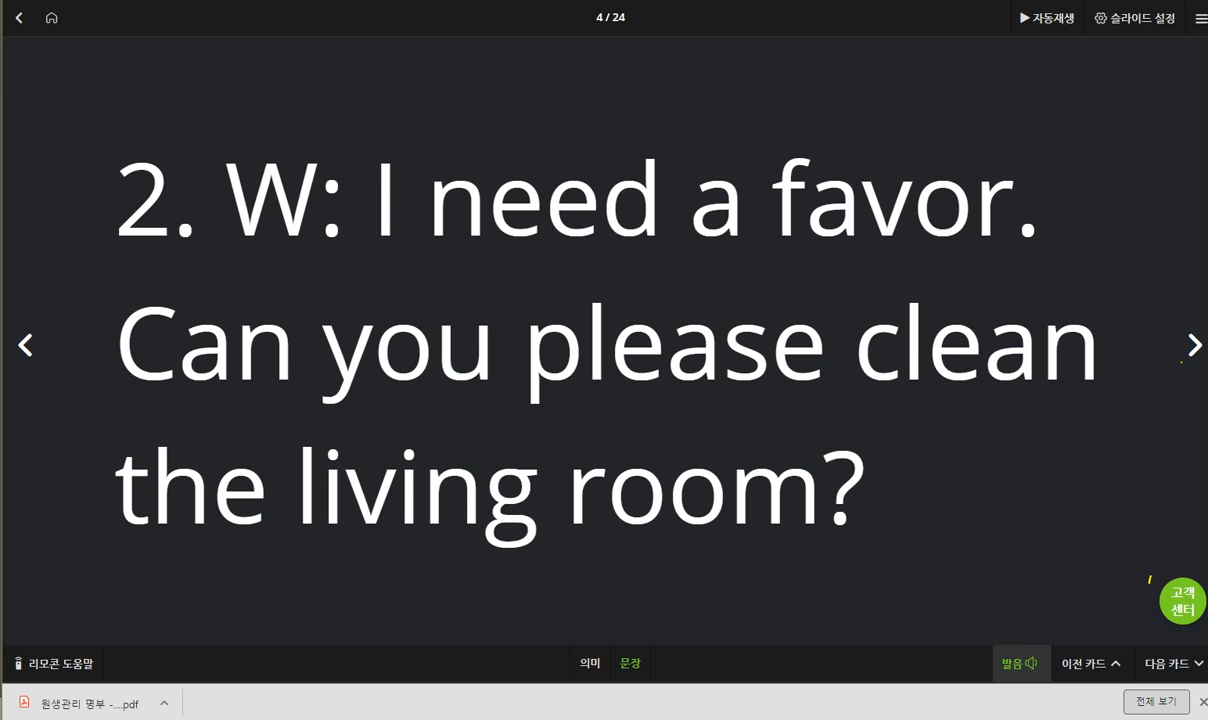 4 / 24
▶ 자동재생
슬라이드 설정
2. W: I need a favor.
Can you please clean
the living room?
고객
센터
리모콘 도움말
의미
문장
발음
이전 카드
다음 카드
원생관리 명부 -....pdf
전체 보기